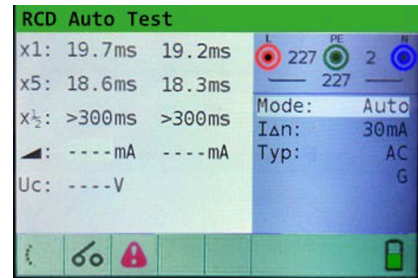 RCD Auto Test
x1: 19.7ms 19.2ms
x5: 18.6ms 18.3ms
x½: >300ms >300ms
◢: ----mA ----mA
Uc: ----V
L PE N
227 2
227
Mode: Auto
I∆n: 30mA
Typ: AC
G